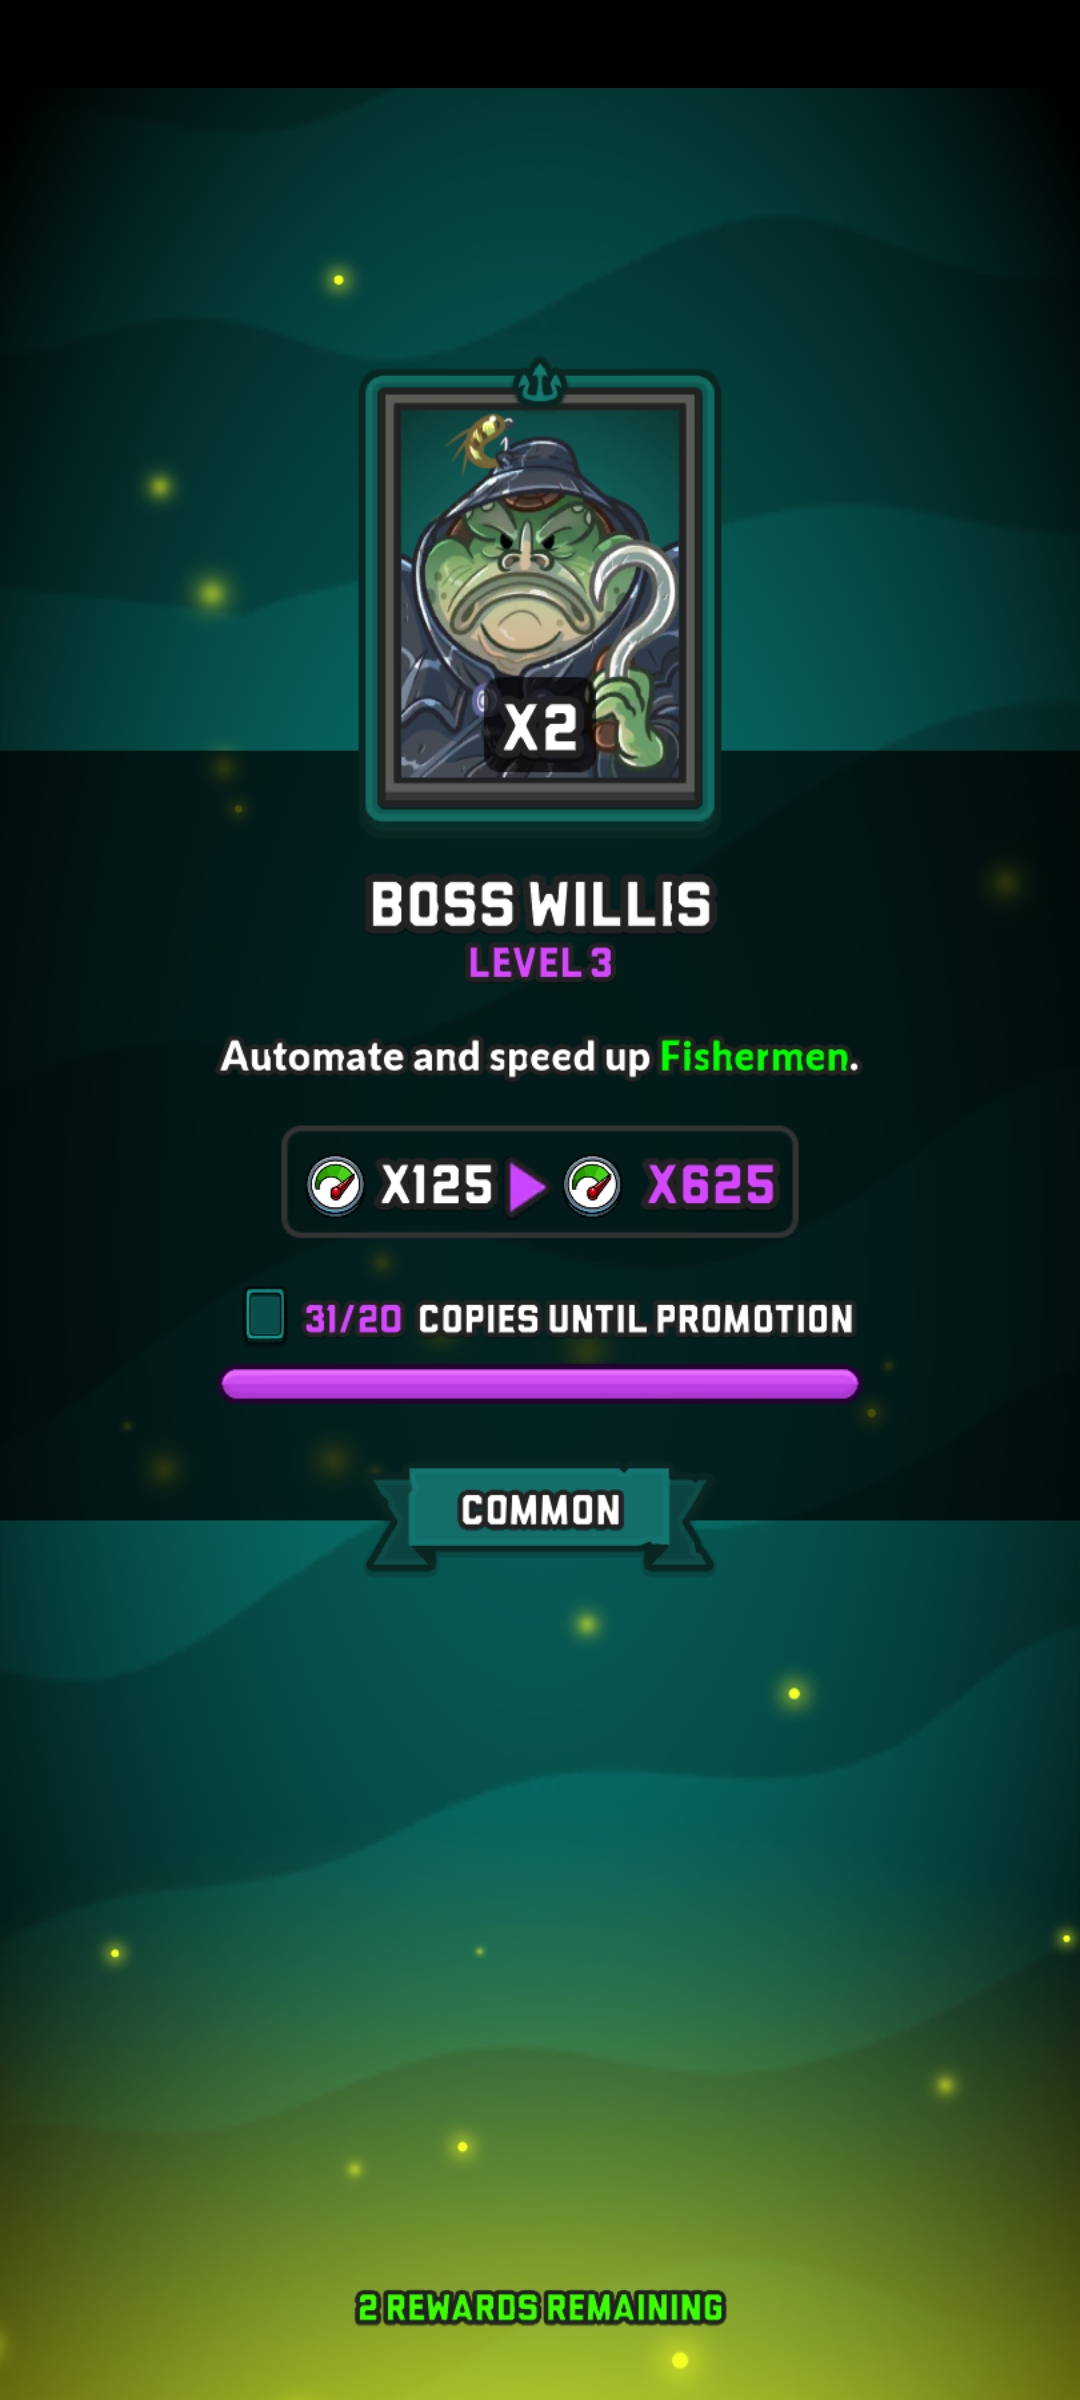 X2
BOSS WILLIS
LEVEL 3
Automate and speed up Fishermen.
X125 X625
31/20 COPIES UNTIL PROMOTION
COMMON
2 REWARDS REMAINING